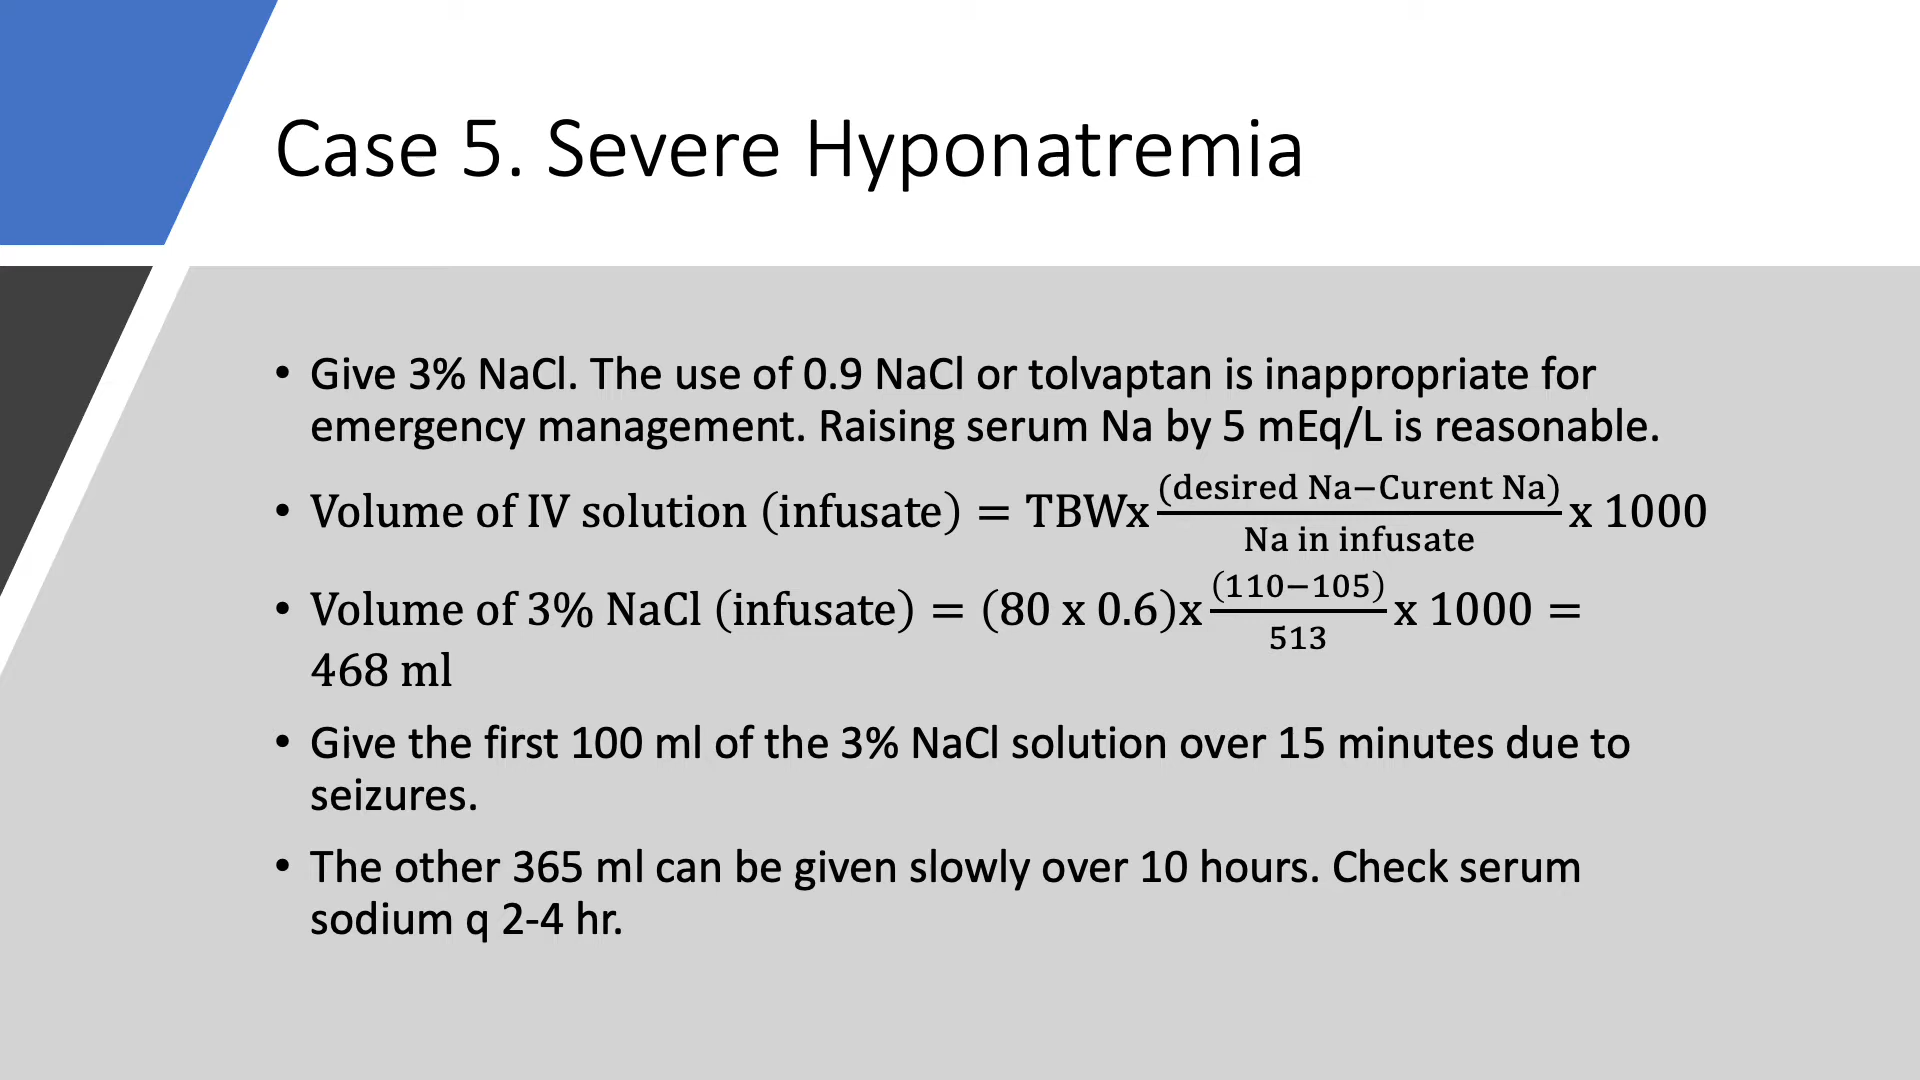 Case 5. Severe Hyponatremia
• Give 3% NaCl. The use of 0.9 NaCl or tolvaptan is inappropriate for
emergency management. Raising serum Na by 5 mEq/L is reasonable.
• Volume of IV solution (infusate) = TBWx (desired Na−Curent Na) / Na in infusate x 1000
• Volume of 3% NaCl (infusate) = (80 x 0.6)x (110−105) / 513 x 1000 =
468 ml
• Give the first 100 ml of the 3% NaCl solution over 15 minutes due to
seizures.
• The other 365 ml can be given slowly over 10 hours. Check serum
sodium q 2-4 hr.